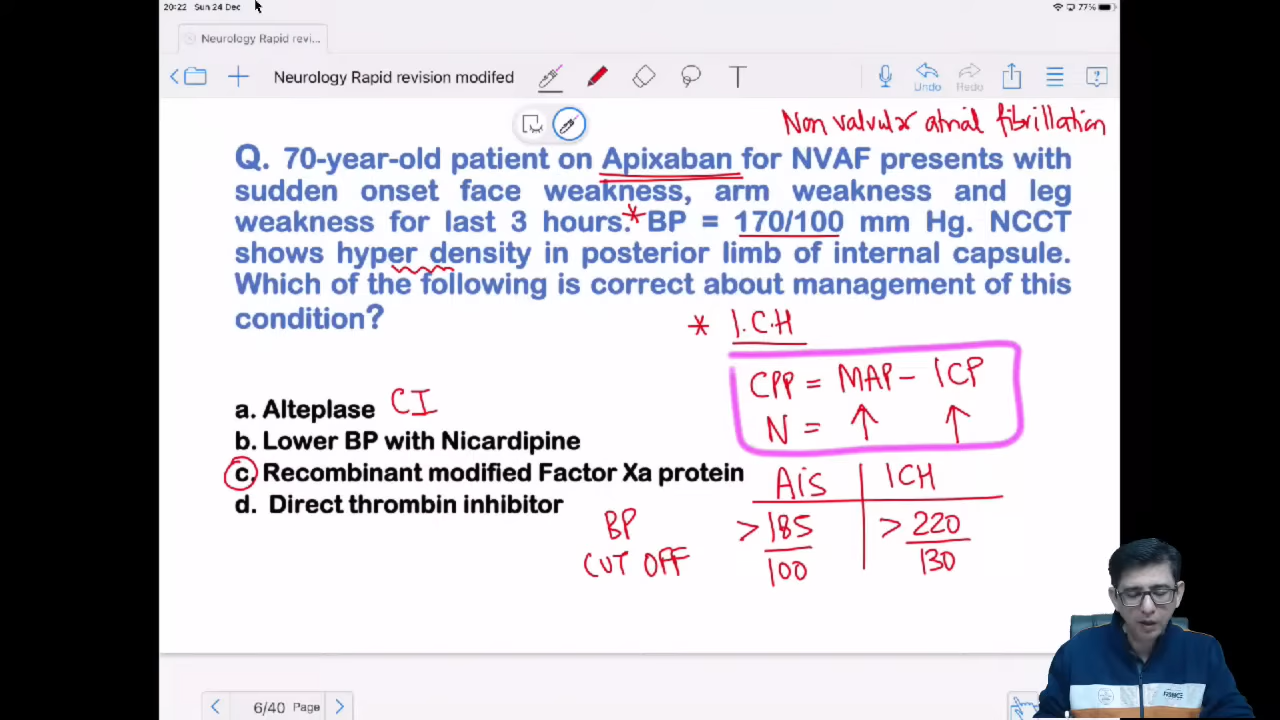 20:22 Sun 24 Dec
77%
Neurology Rapid revi...
Neurology Rapid revision modifed
T
Undo
Redo
Non valvular atrial fibrillation
Q. 70-year-old patient on Apixaban for NVAF presents with
sudden onset face weakness, arm weakness and leg
weakness for last 3 hours.*BP = 170/100 mm Hg. NCCT
shows hyper density in posterior limb of internal capsule.
Which of the following is correct about management of this
condition?
* I.C.H
CPP = MAP - ICP
N = ↑ ↑
a. Alteplase CI
b. Lower BP with Nicardipine
c. Recombinant modified Factor Xa protein
d. Direct thrombin inhibitor
AIS ICH
BP CUT OFF
>185/100 >220/130
6/40 Page